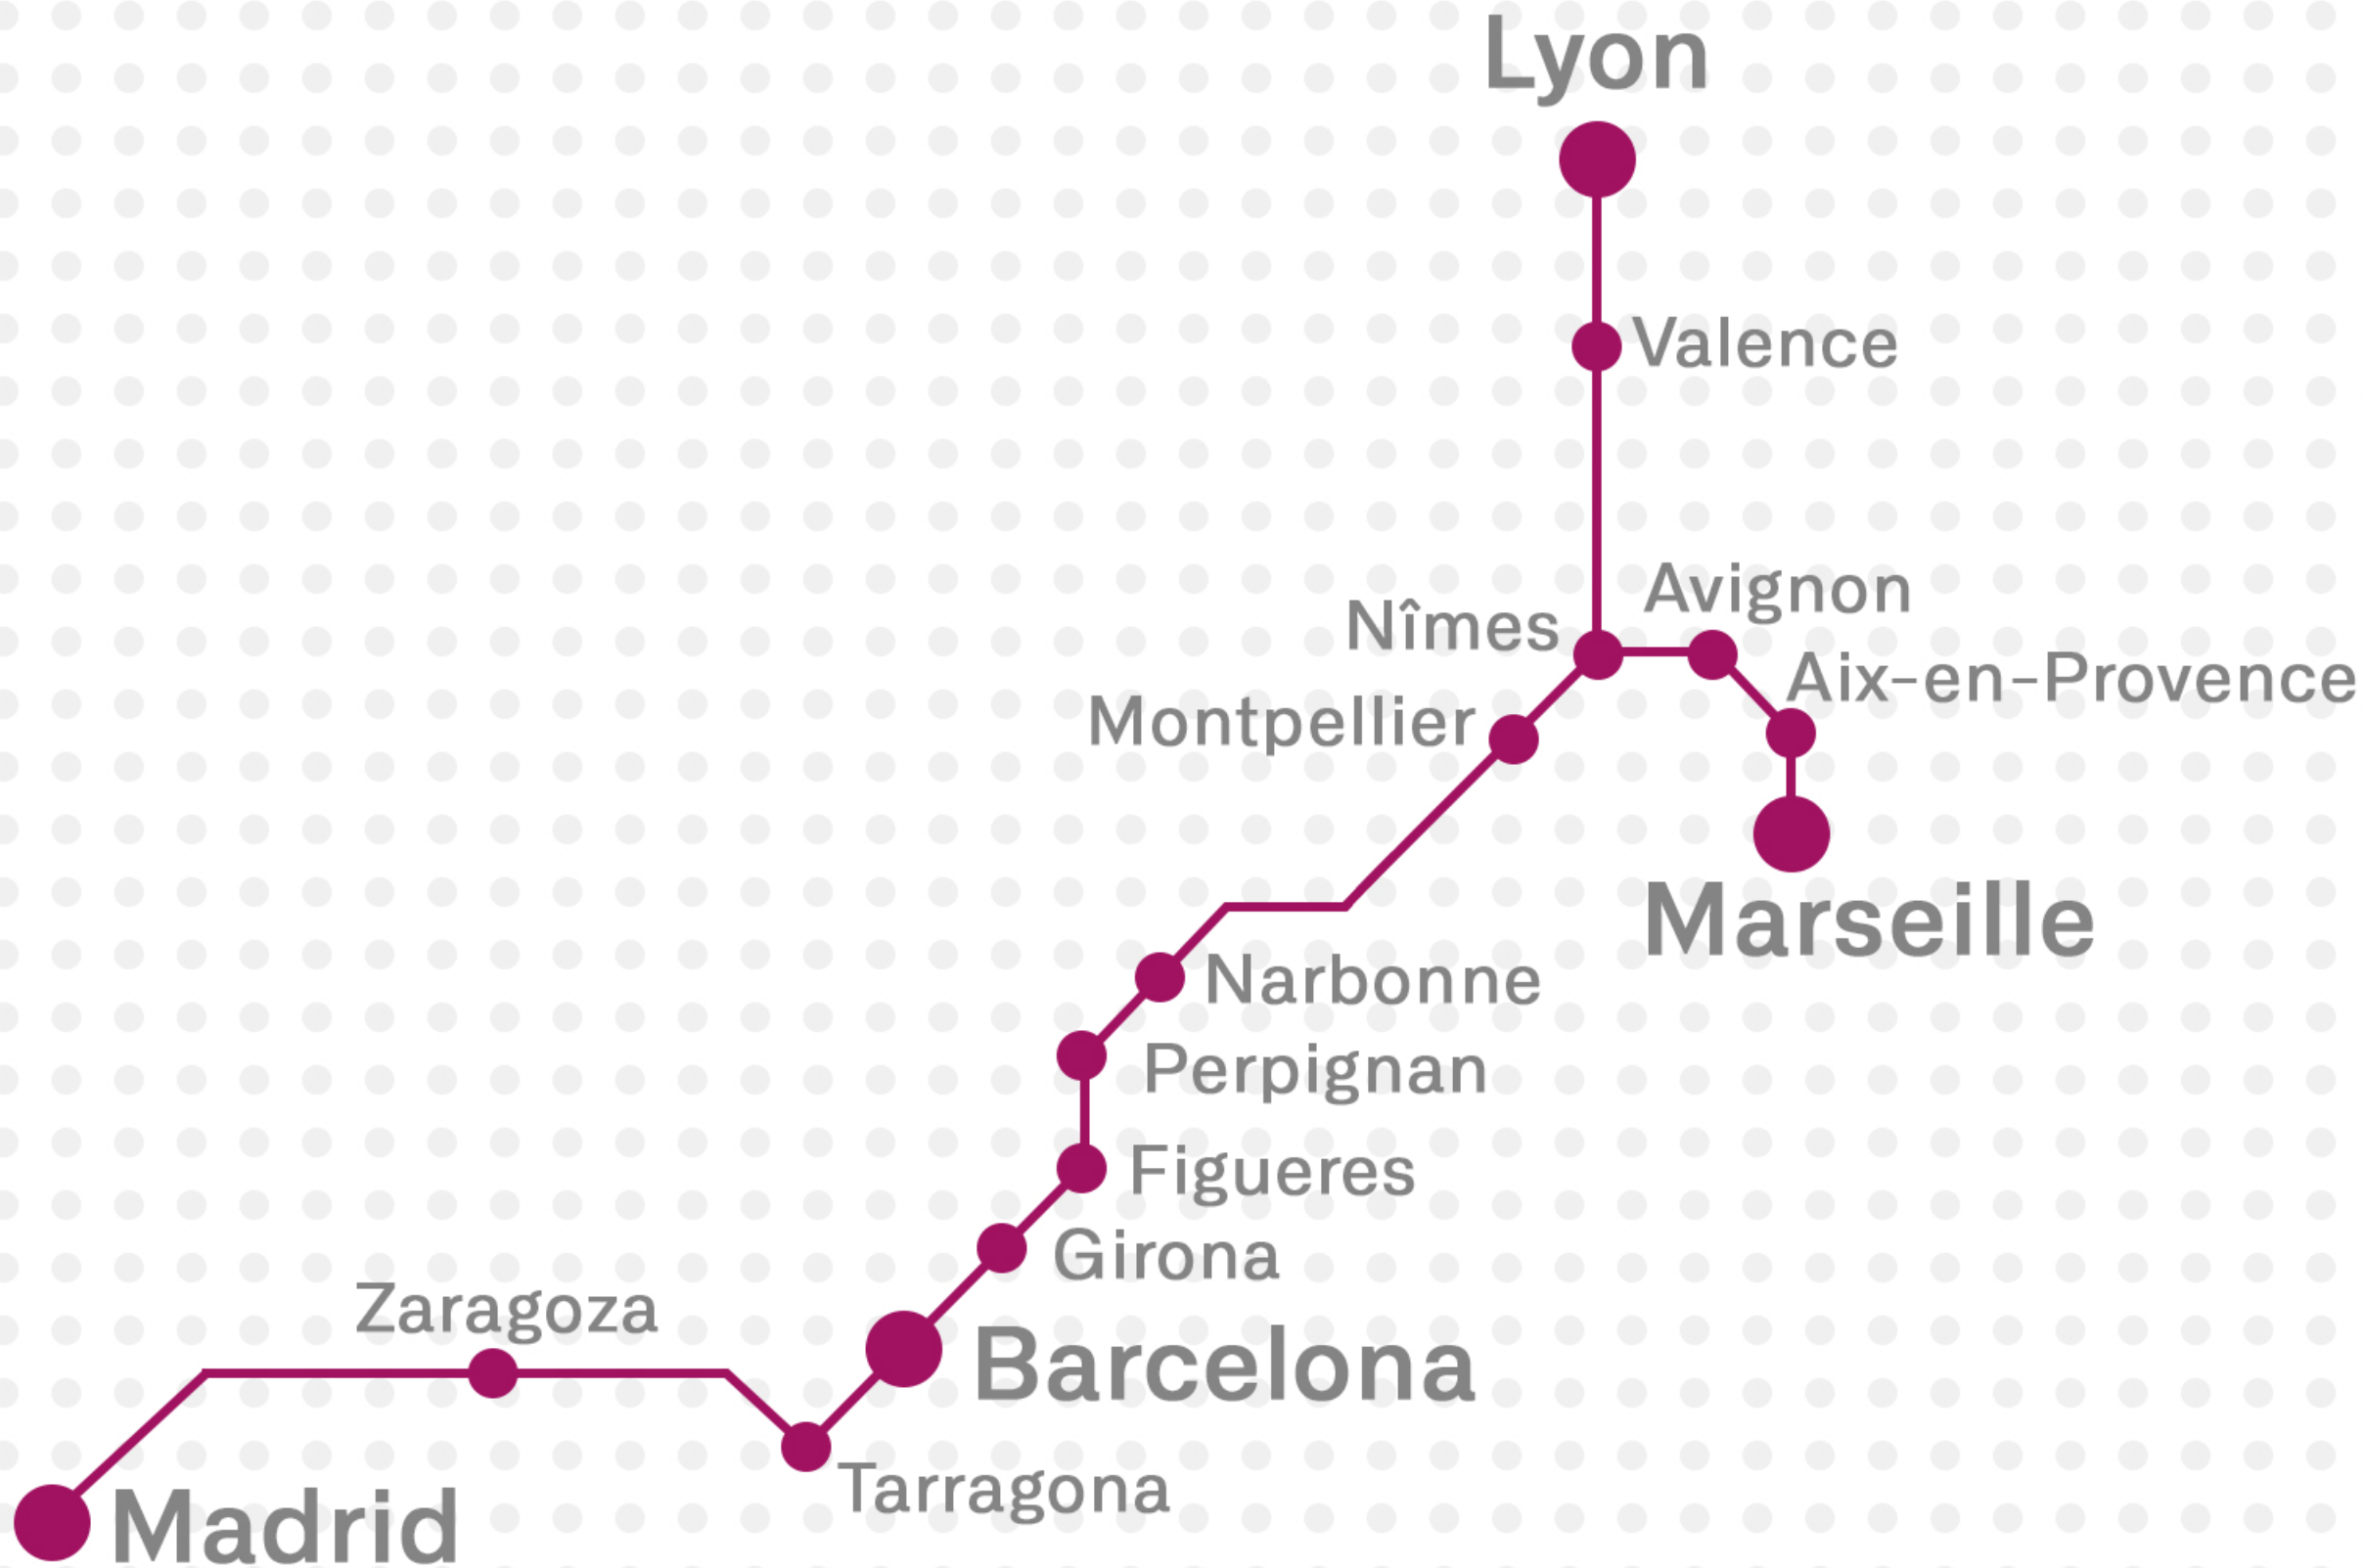 Lyon
Valence
Avignon
Nîmes
Aix-en-Provence
Montpellier
Marseille
Narbonne
Perpignan
Figueres
Girona
Zaragoza
Barcelona
Tarragona
Madrid